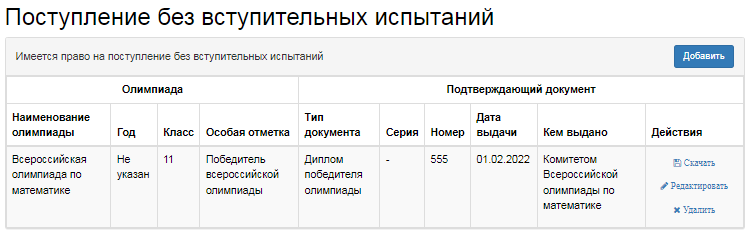 Поступление без вступительных испытаний
Имеется право на поступление без вступительных испытаний
Добавить
Олимпиада
Подтверждающий документ
Наименование
олимпиады
Год
Класс
Особая отметка
Тип
документа
Серия
Номер
Дата
выдачи
Кем выдано
Действия
Всероссийская
олимпиада по
математике
Не
указан
11
Победитель
всероссийской
олимпиады
Диплом
победителя
олимпиады
-
555
01.02.2022
Комитетом
Всероссийской
олимпиады по
математике
Скачать
Редактировать
Удалить